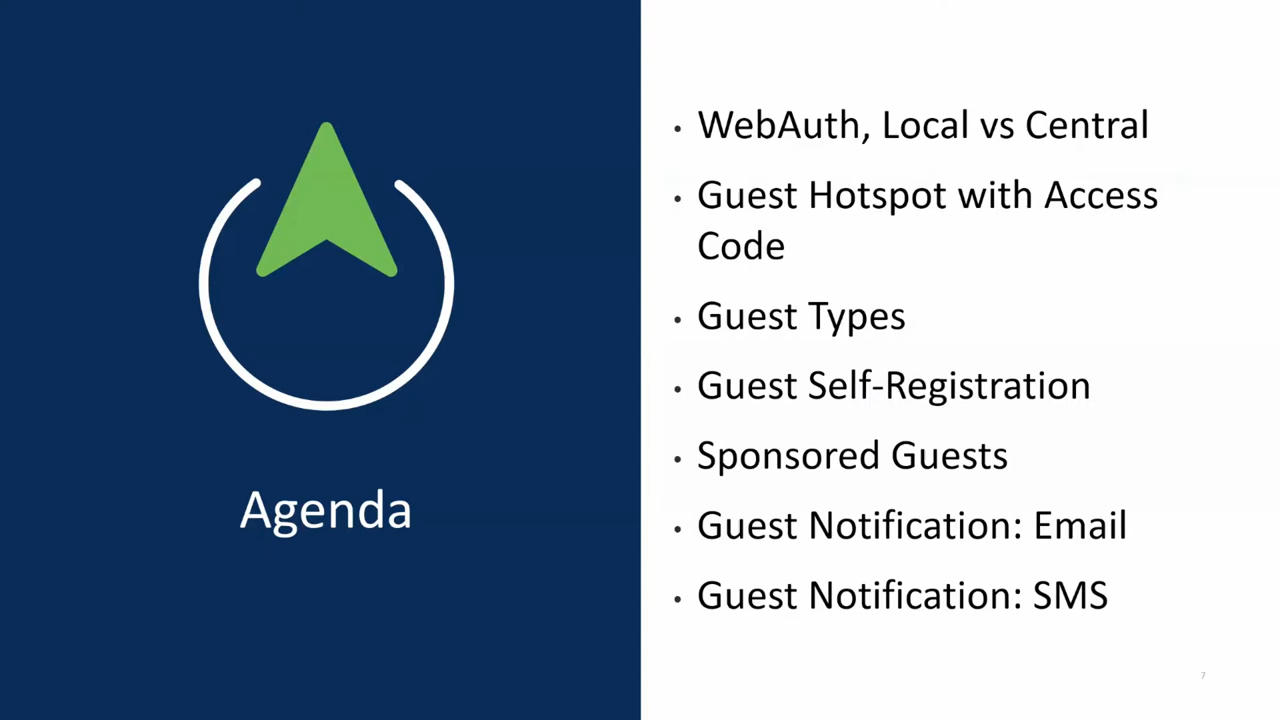 Agenda
• WebAuth, Local vs Central
• Guest Hotspot with Access
Code
• Guest Types
• Guest Self-Registration
• Sponsored Guests
• Guest Notification: Email
• Guest Notification: SMS
7